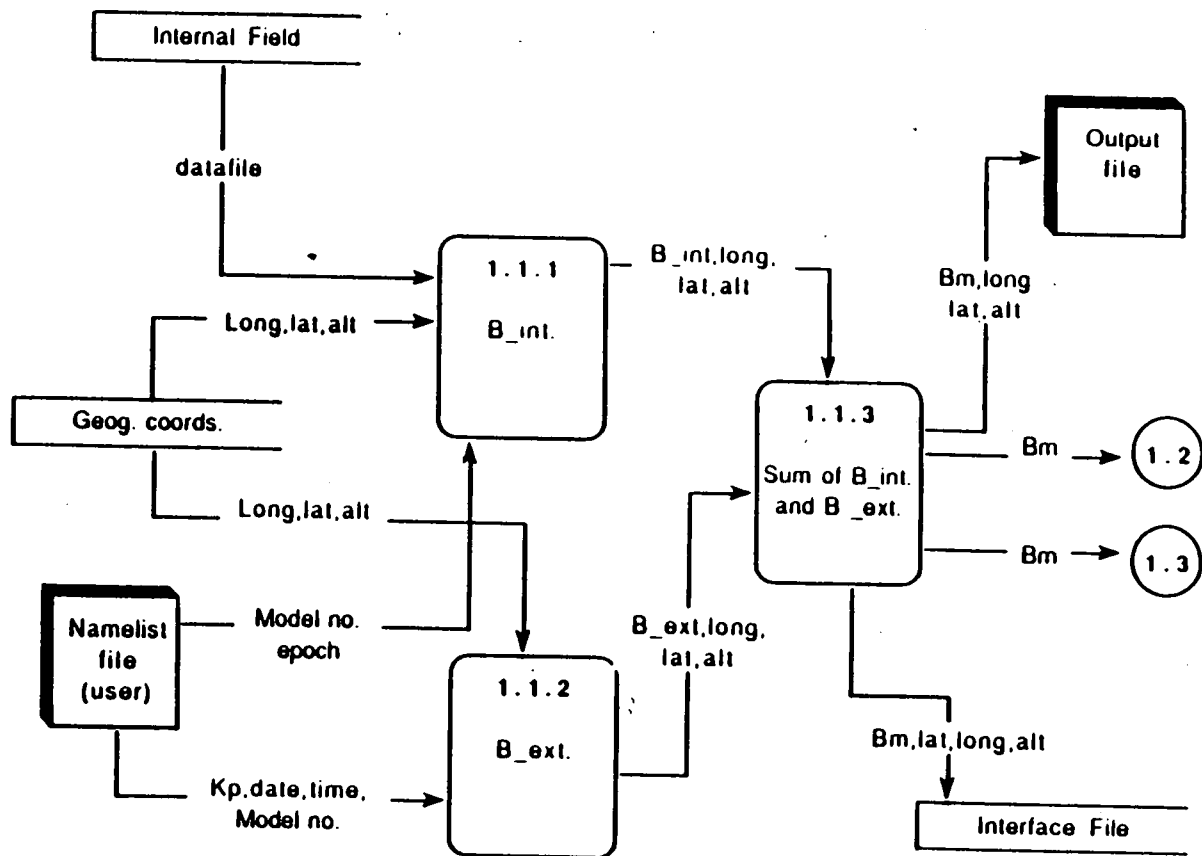 Internal Field
datafile
Long,lat,alt
Geog. coords.
Long,lat,alt
Namelist
file
(user)
Model no.
epoch
Kp,date,time,
Model no.
1.1.1
B_int.
1.1.2
B_ext.
B_int,long,
lat,alt
B_ext,long,
lat,alt
1.1.3
Sum of B_int.
and B_ext.
Bm,long
lat,alt
Output
file
Bm
1.2
Bm
1.3
Bm,lat,long,alt
Interface File